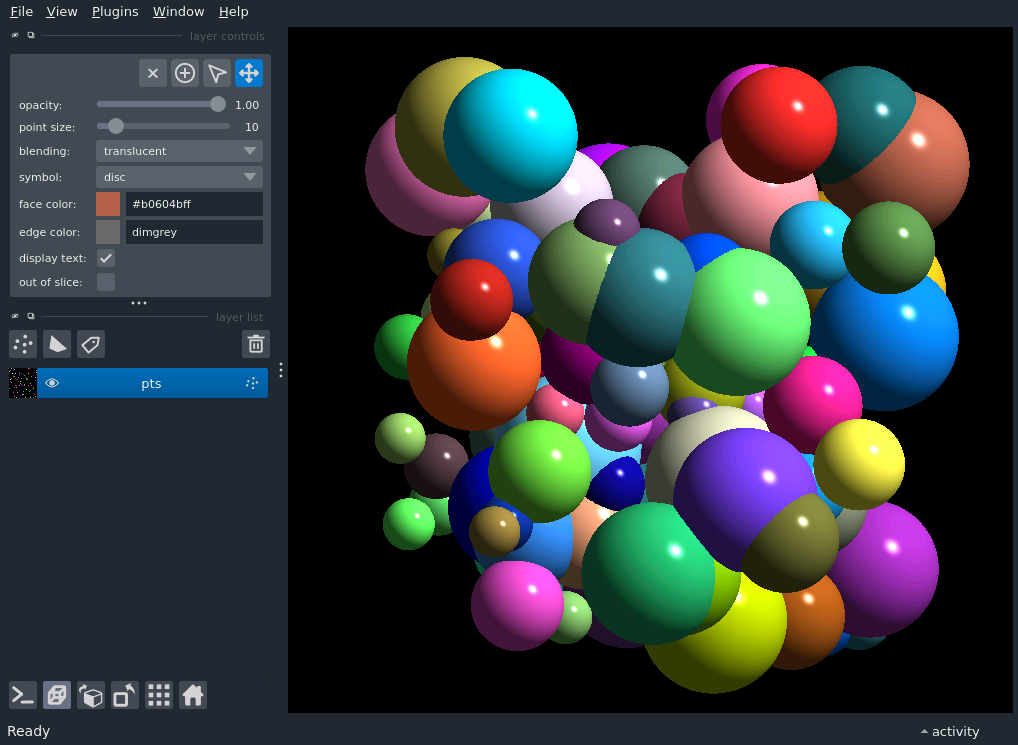 File View Plugins Window Help
layer controls
opacity: 1.00
point size: 10
blending: translucent
symbol: disc
face color: #b0604bff
edge color: dimgrey
display text:
out of slice:
layer list
pts
Ready
activity